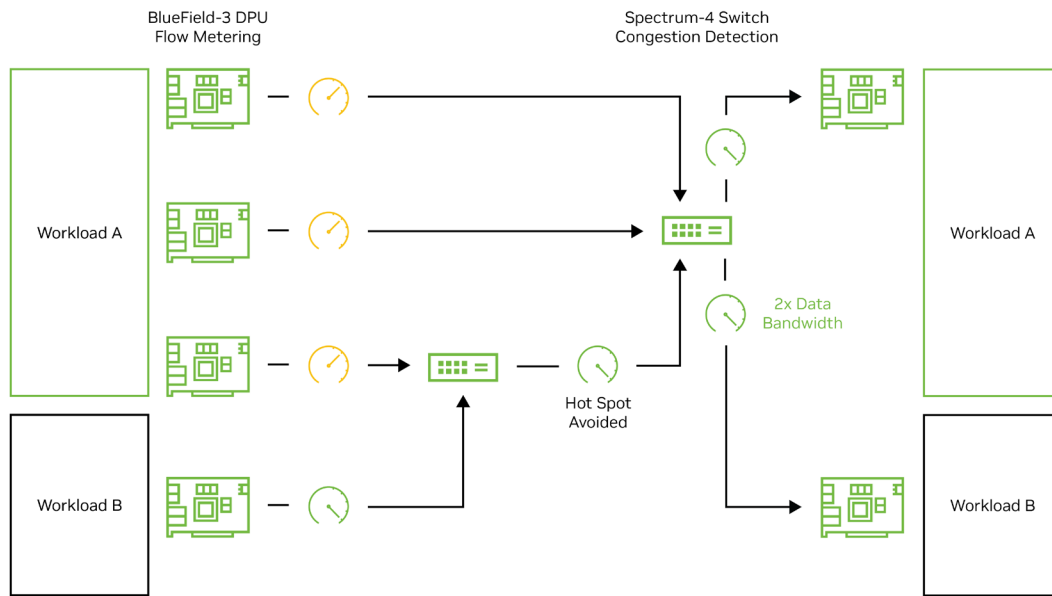 BlueField-3 DPU
Flow Metering
Spectrum-4 Switch
Congestion Detection
Workload A
Workload A
2x Data
Bandwidth
Hot Spot
Avoided
Workload B
Workload B